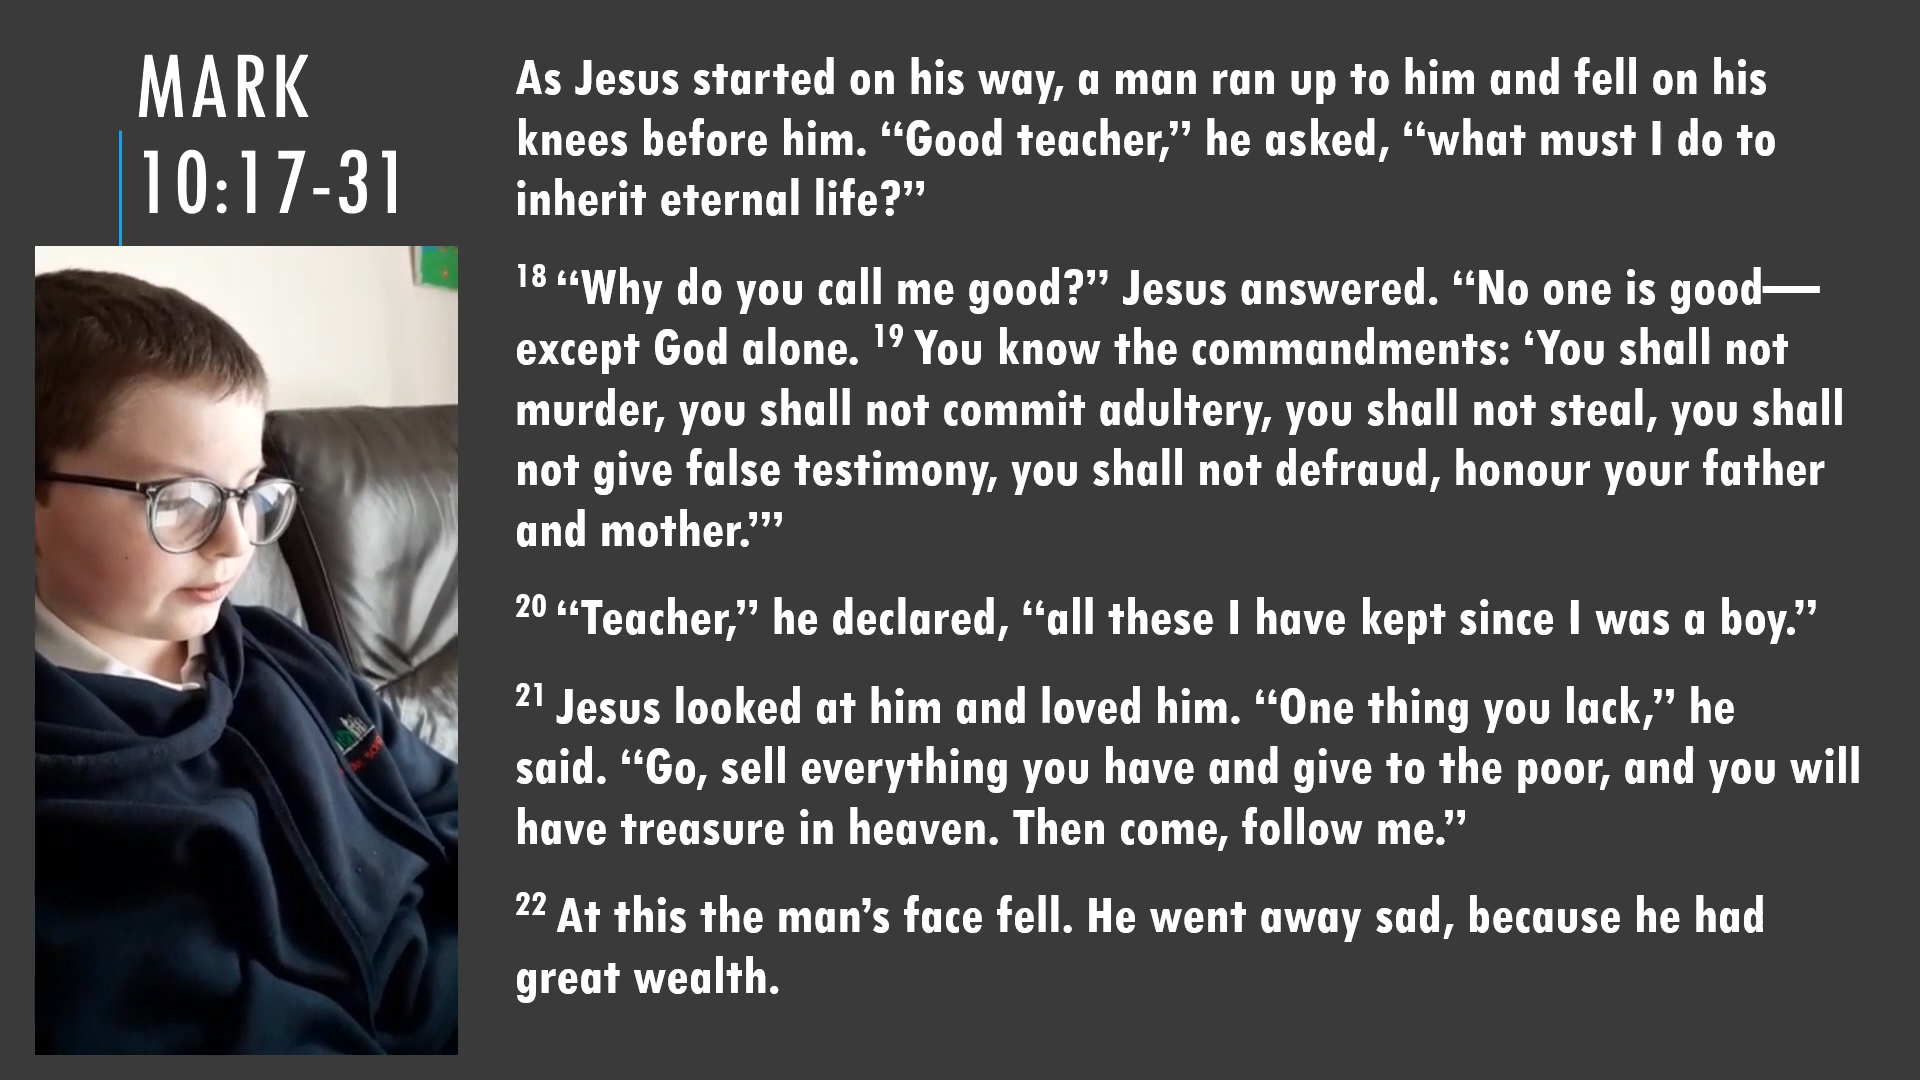 MARK
10:17-31
As Jesus started on his way, a man ran up to him and fell on his
knees before him. “Good teacher,” he asked, “what must I do to
inherit eternal life?”
18 “Why do you call me good?” Jesus answered. “No one is good—
except God alone. 19 You know the commandments: ‘You shall not
murder, you shall not commit adultery, you shall not steal, you shall
not give false testimony, you shall not defraud, honour your father
and mother.’”
20 “Teacher,” he declared, “all these I have kept since I was a boy.”
21 Jesus looked at him and loved him. “One thing you lack,” he
said. “Go, sell everything you have and give to the poor, and you will
have treasure in heaven. Then come, follow me.”
22 At this the man’s face fell. He went away sad, because he had
great wealth.